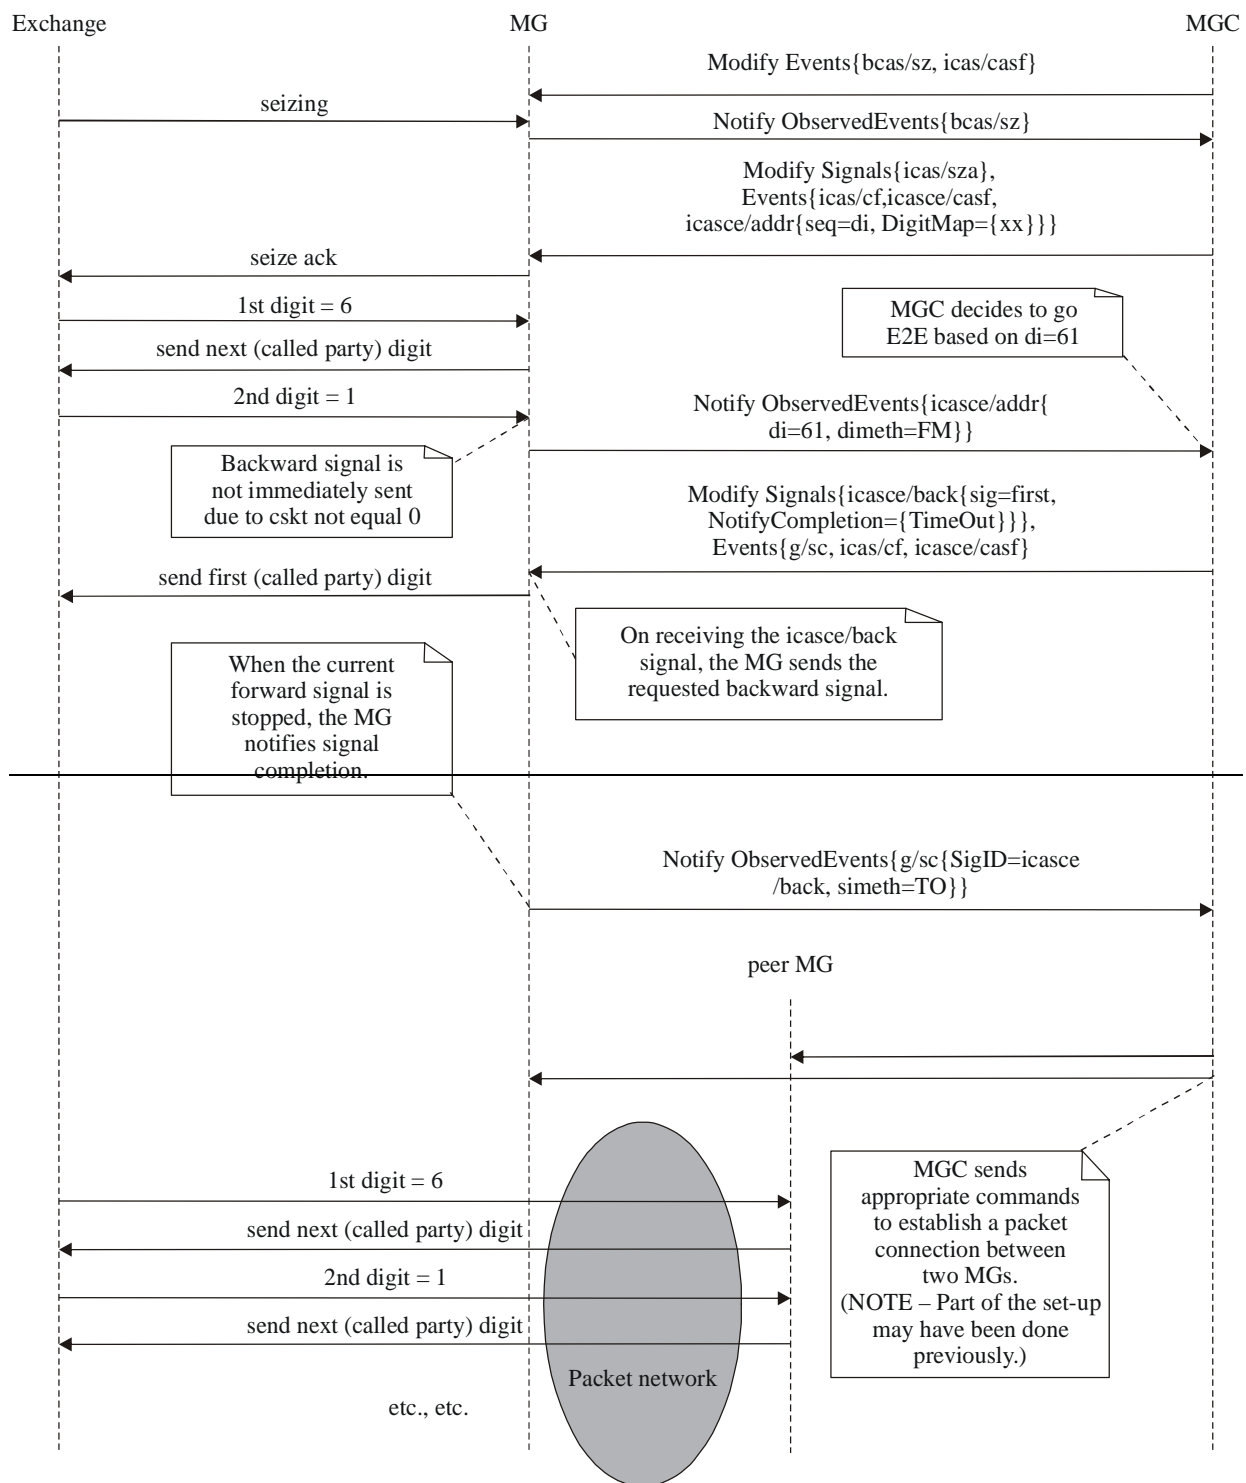 Exchange
MG
MGC
Modify Events{bcas/sz, icas/casf}
seizing
Notify ObservedEvents{bcas/sz}
Modify Signals{icas/sza},
Events{icas/cf,icasce/casf,
icasce/addr{seq=di, DigitMap={xx}}}
seize ack
1st digit = 6
MGC decides to go
E2E based on di=61
send next (called party) digit
2nd digit = 1
Notify ObservedEvents{icasce/addr{
di=61, dimeth=FM}}
Backward signal is
not immediately sent
due to cskt not equal 0
Modify Signals{icasce/back{sig=first,
NotifyCompletion={TimeOut}}},
Events{g/sc, icas/cf, icasce/casf}
send first (called party) digit
On receiving the icasce/back
signal, the MG sends the
requested backward signal.
When the current
forward signal is
stopped, the MG
notifies signal
completion.
Notify ObservedEvents{g/sc{SigID=icasce
/back, simeth=TO}}
peer MG
MGC sends
appropriate commands
to establish a packet
connection between
two MGs.
(NOTE – Part of the set-up
may have been done
previously.)
1st digit = 6
send next (called party) digit
2nd digit = 1
send next (called party) digit
Packet network
etc., etc.